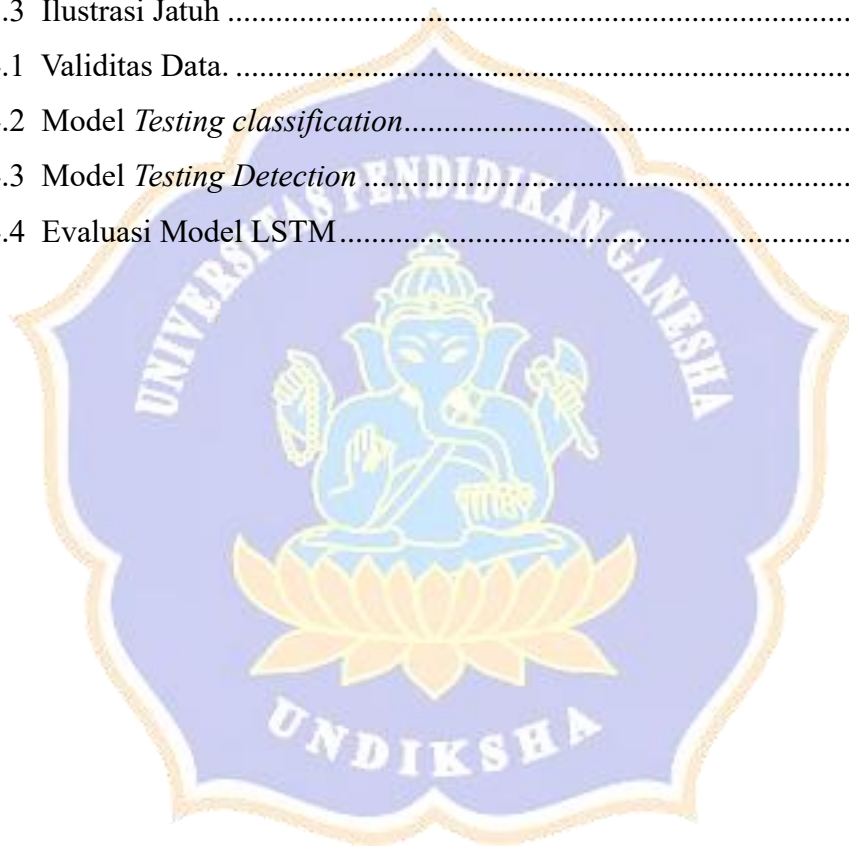 .3 Ilustrasi Jatuh ........................................................................................
.1 Validitas Data. .......................................................................................
.2 Model Testing classification...............................................................
.3 Model Testing Detection ....................................................................
.4 Evaluasi Model LSTM.......................................................................
UNIVERSITAS PENDIDIKAN GANESHA
UNDIKSHA